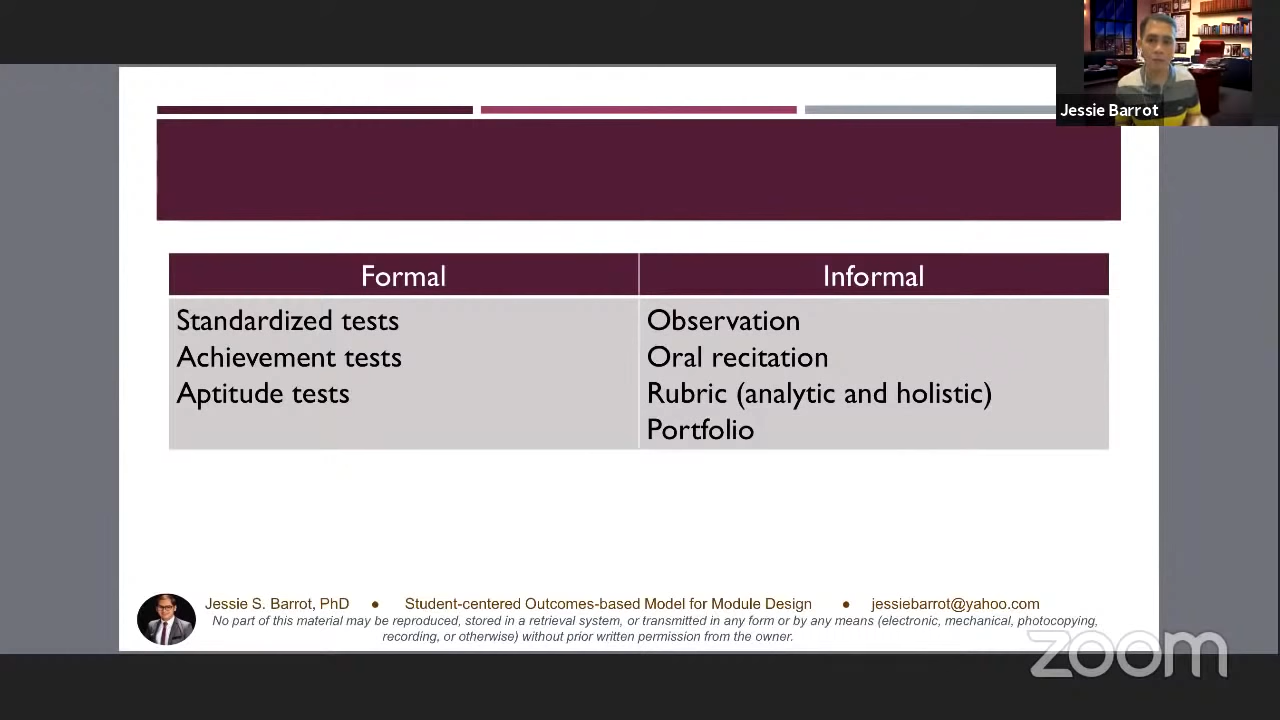 Jessie Barrot
Formal
Informal
Standardized tests
Achievement tests
Aptitude tests
Observation
Oral recitation
Rubric (analytic and holistic)
Portfolio
Jessie S. Barrot, PhD ● Student-centered Outcomes-based Model for Module Design ● jessiebarrot@yahoo.com
No part of this material may be reproduced, stored in a retrieval system, or transmitted in any form or by any means (electronic, mechanical, photocopying,
recording, or otherwise) without prior written permission from the owner.
zoom